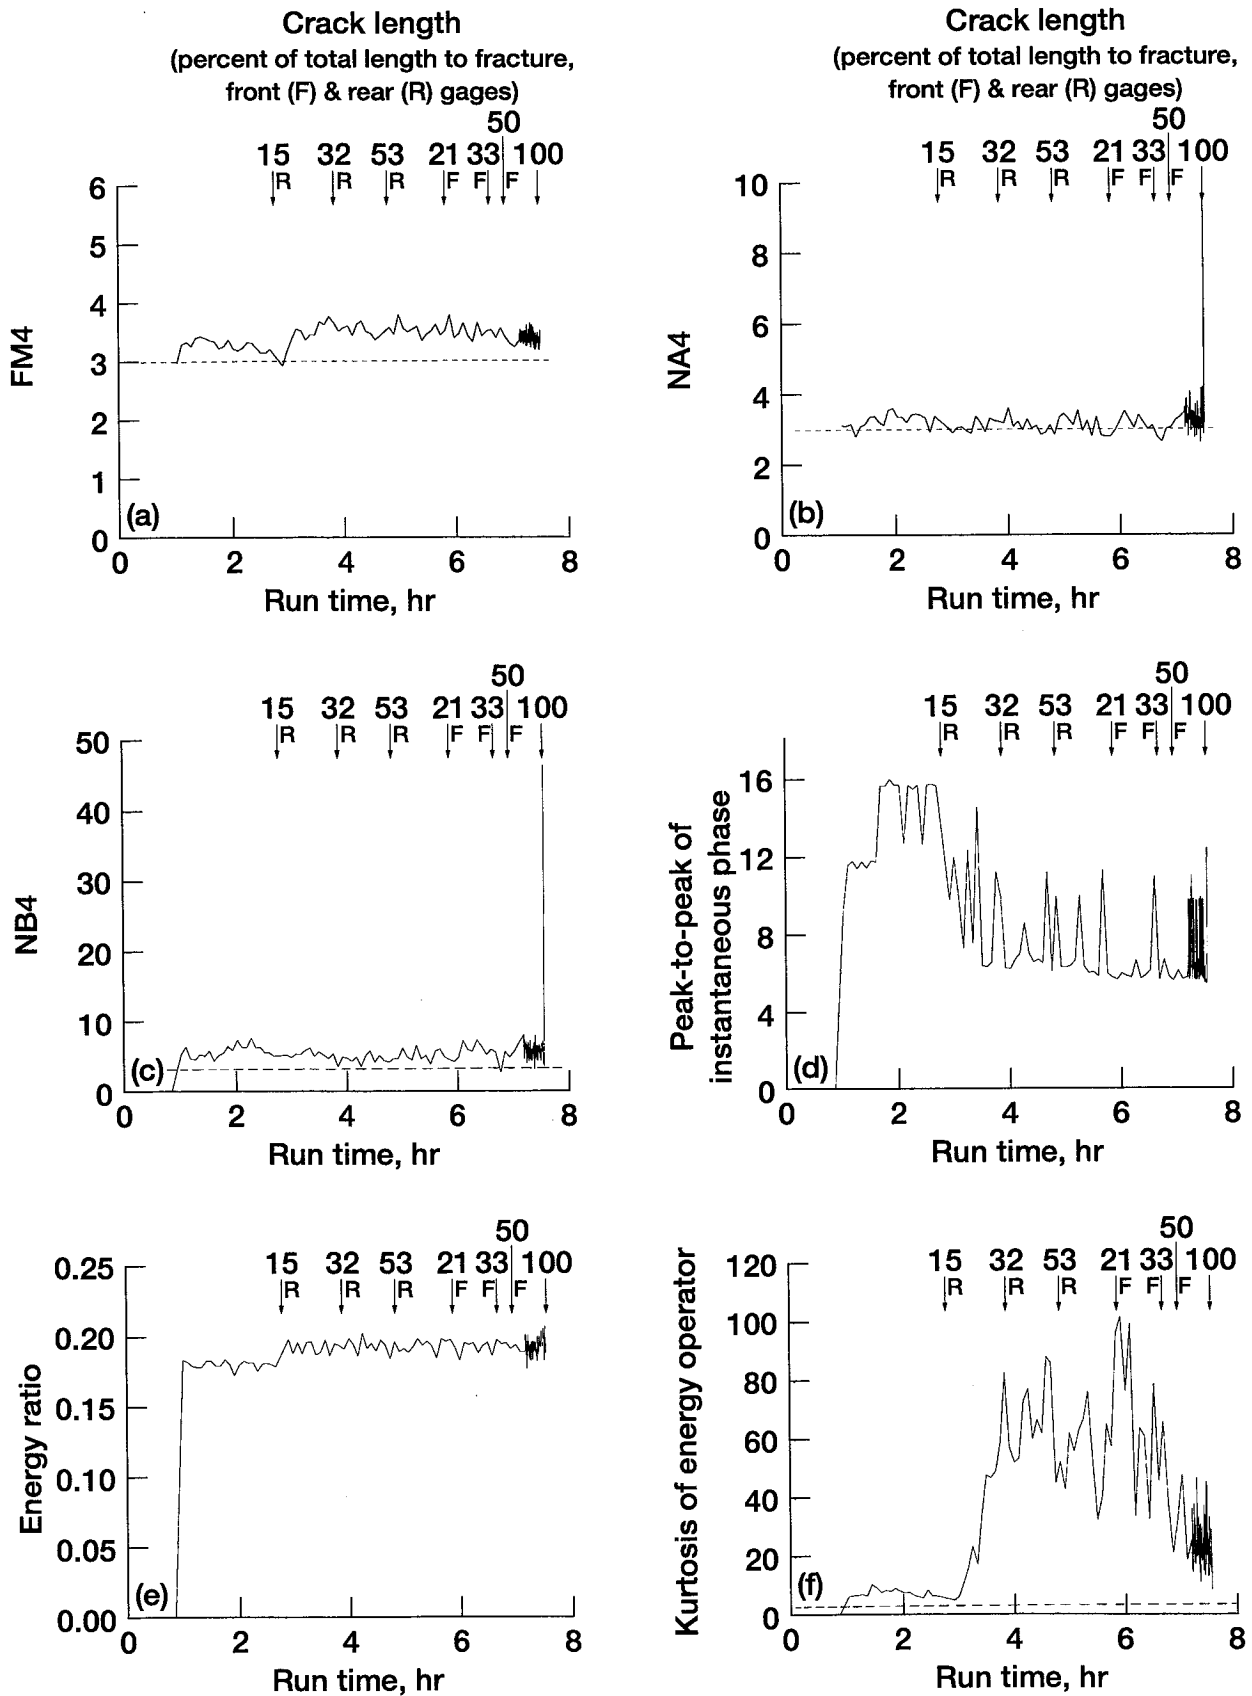 Crack length
(percent of total length to fracture,
front (F) & rear (R) gages)
50
15 32 53 21 33 100
R R R F F F
6
5
4
3
2
1
0
FM4
(a)
0 2 4 6 8
Run time, hr
Crack length
(percent of total length to fracture,
front (F) & rear (R) gages)
50
15 32 53 21 33 100
R R R F F F
10
8
6
4
2
0
NA4
(b)
0 2 4 6 8
Run time, hr
50
15 32 53 21 33 100
R R R F F F
50
40
30
20
10
0
NB4
(c)
0 2 4 6 8
Run time, hr
50
15 32 53 21 33 100
R R R F F F
16
12
8
4
0
Peak-to-peak of
instantaneous phase
(d)
0 2 4 6 8
Run time, hr
50
15 32 53 21 33 100
R R R F F F
0.25
0.20
0.15
0.10
0.05
0.00
Energy ratio
(e)
0 2 4 6 8
Run time, hr
50
15 32 53 21 33 100
R R R F F F
120
100
80
60
40
20
0
Kurtosis of energy operator
(f)
0 2 4 6 8
Run time, hr